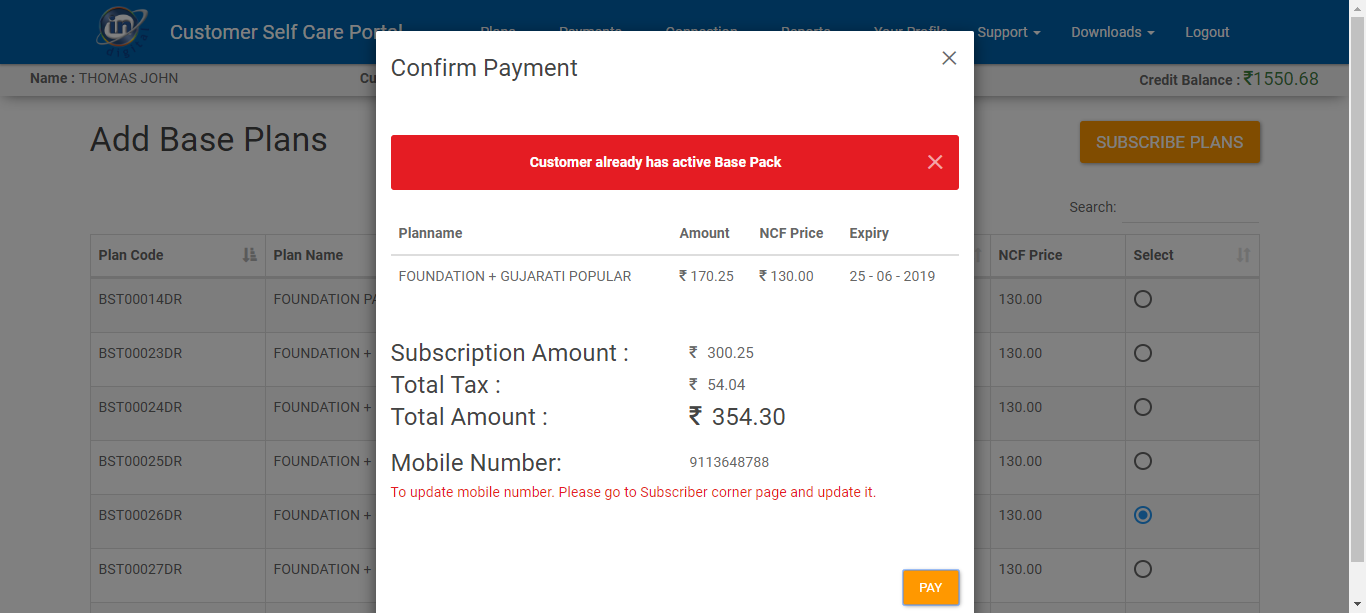 in
DIGITAL
Customer Self Care Portal
Plans Payments Connection Reports Your Profile Support Downloads Logout
Name : THOMAS JOHN
Cu
Credit Balance : ₹1550.68
Confirm Payment
Add Base Plans
SUBSCRIBE PLANS
Customer already has active Base Pack
Search:
Planname Amount NCF Price Expiry
FOUNDATION + GUJARATI POPULAR ₹ 170.25 ₹ 130.00 25 - 06 - 2019
Subscription Amount : ₹ 300.25
Total Tax : ₹ 54.04
Total Amount : ₹ 354.30
Mobile Number: 9113648788
To update mobile number. Please go to Subscriber corner page and update it.
PAY
Plan Code Plan Name NCF Price Select
BST00014DR FOUNDATION PA 130.00
BST00023DR FOUNDATION + 130.00
BST00024DR FOUNDATION + 130.00
BST00025DR FOUNDATION + 130.00
BST00026DR FOUNDATION + 130.00
BST00027DR FOUNDATION + 130.00